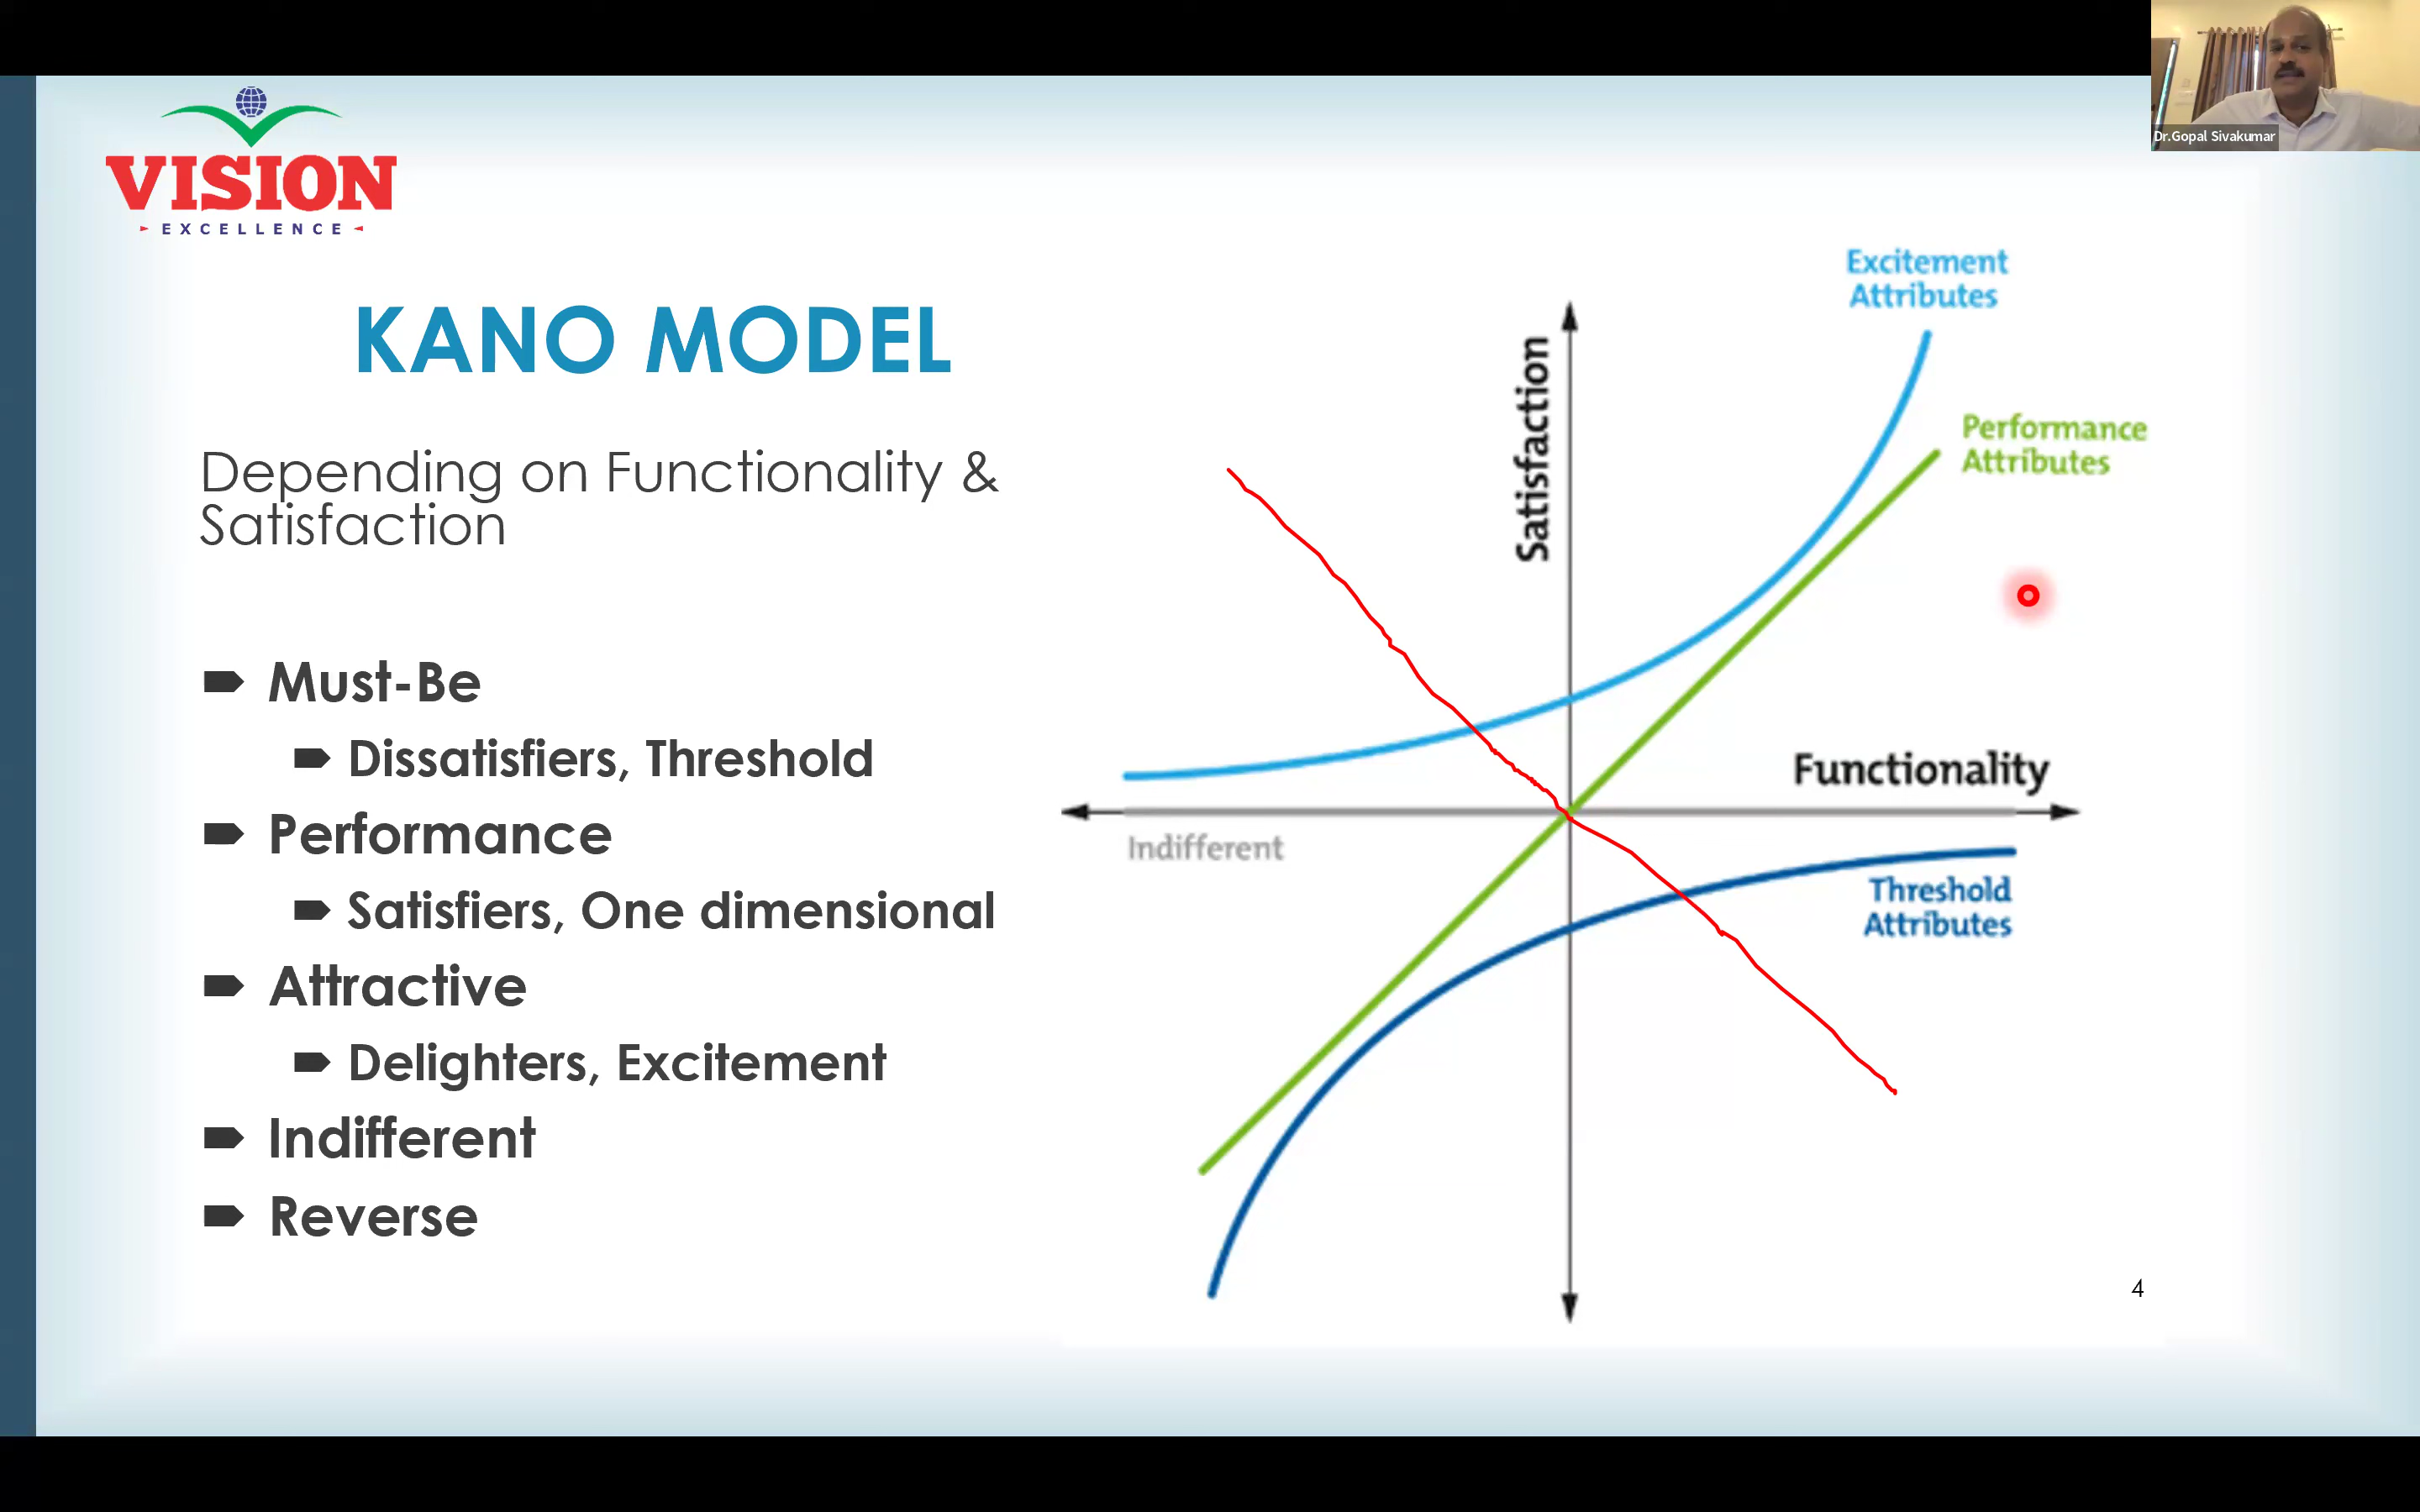 VISION
EXCELLENCE
Dr.Gopal Sivakumar
KANO MODEL
Depending on Functionality &
Satisfaction
Must-Be
Dissatisfiers, Threshold
Performance
Satisfiers, One dimensional
Attractive
Delighters, Excitement
Indifferent
Reverse
Excitement
Attributes
Satisfaction
Performance
Attributes
Functionality
Indifferent
Threshold
Attributes
4